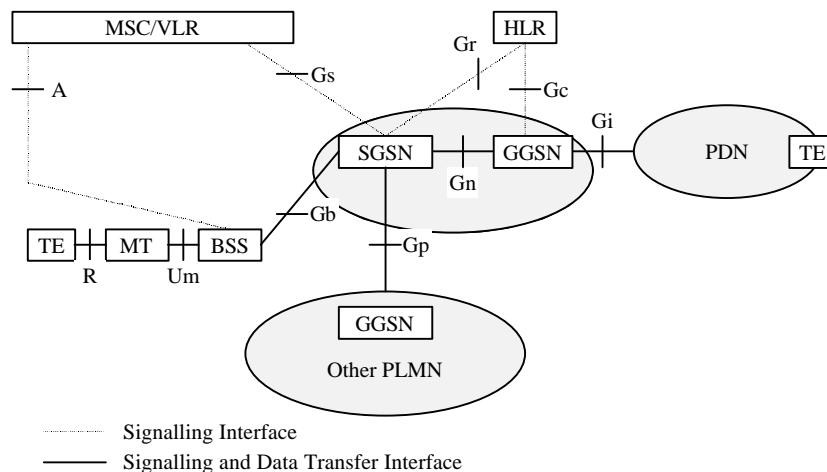 MSC/VLR
HLR
Gr
A
Gs
Gc
Gi
SGSN
GGSN
PDN
TE
Gn
Gb
TE
MT
BSS
Gp
R
Um
GGSN
Other PLMN
Signalling Interface
Signalling and Data Transfer Interface